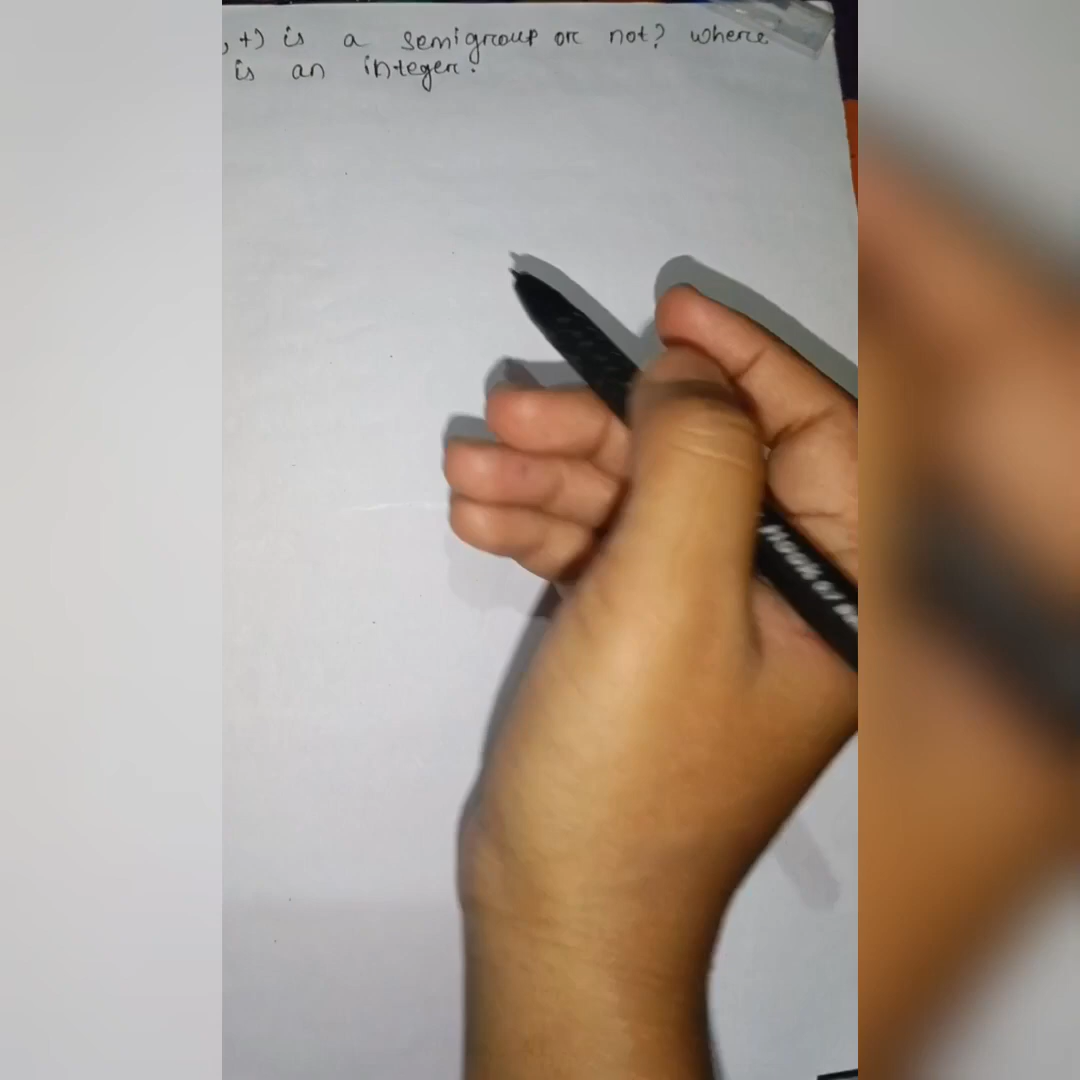 , +) is a semigroup or not? where
is an integer.